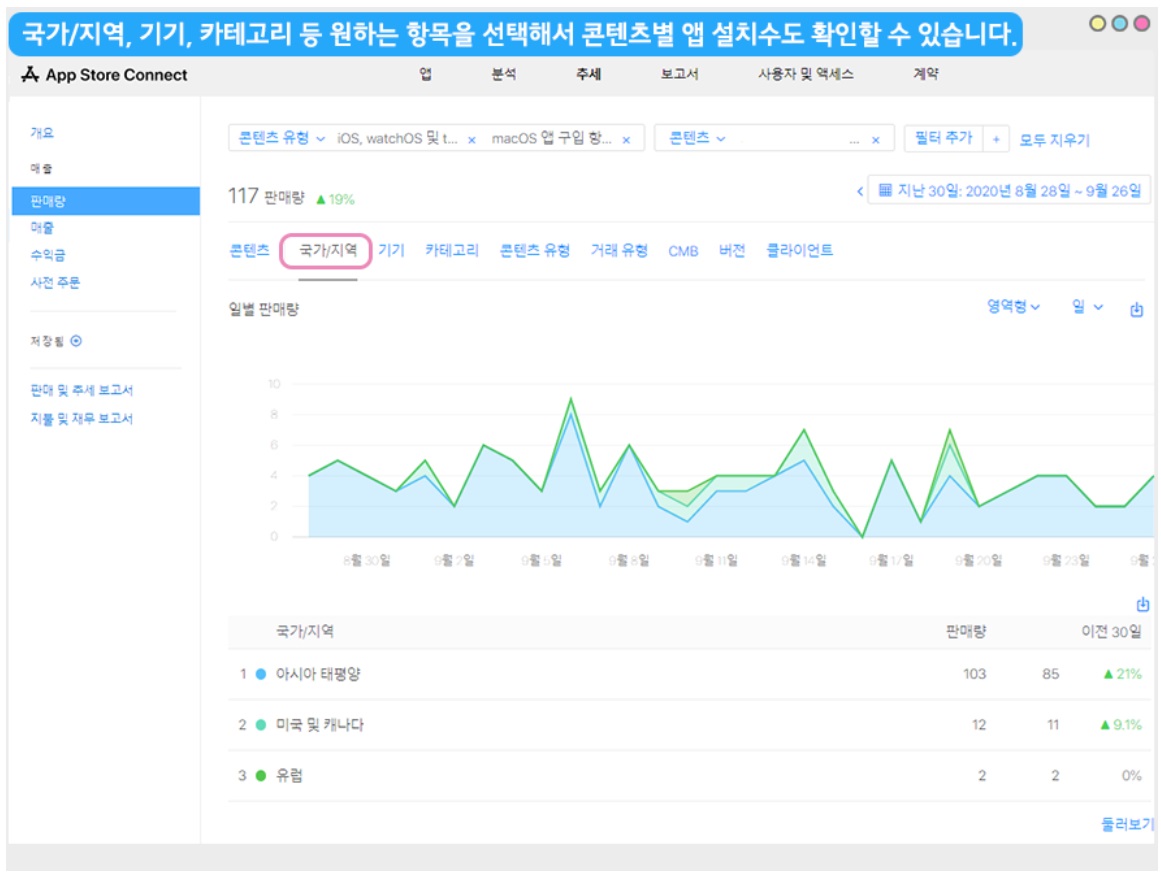 국가/지역, 기기, 카테고리 등 원하는 항목을 선택해서 콘텐츠별 앱 설치수도 확인할 수 있습니다.
App Store Connect 앱 분석 추세 보고서 사용자 및 액세스 계약
개요
매출
판매량
매출
수익금
사전 주문
저장됨
판매 및 추세 보고서
지불 및 재무 보고서
콘텐츠 유형 iOS, watchOS 및 t... × macOS 앱 구입 항... × 콘텐츠 ... × 필터 추가 + 모두 지우기
117 판매량 ▲19% < 지난 30일: 2020년 8월 28일 ~ 9월 26일
콘텐츠 국가/지역 기기 카테고리 콘텐츠 유형 거래 유형 CMB 버전 클라이언트
일별 판매량 영역형 일
10
8
6
4
2
0
8월 30일 9월 2일 9월 5일 9월 8일 9월 11일 9월 14일 9월 17일 9월 20일 9월 23일 9월
국가/지역 판매량 이전 30일
1 아시아 태평양 103 85 ▲21%
2 미국 및 캐나다 12 11 ▲9.1%
3 유럽 2 2 0%
둘러보기